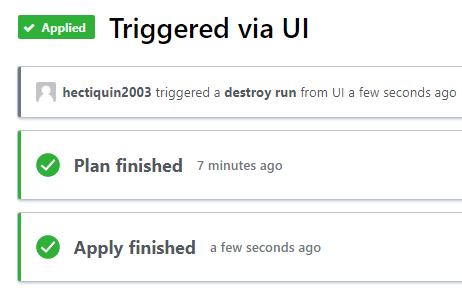 Applied Triggered via UI
hectiquin2003 triggered a destroy run from UI a few seconds ago
Plan finished 7 minutes ago
Apply finished a few seconds ago